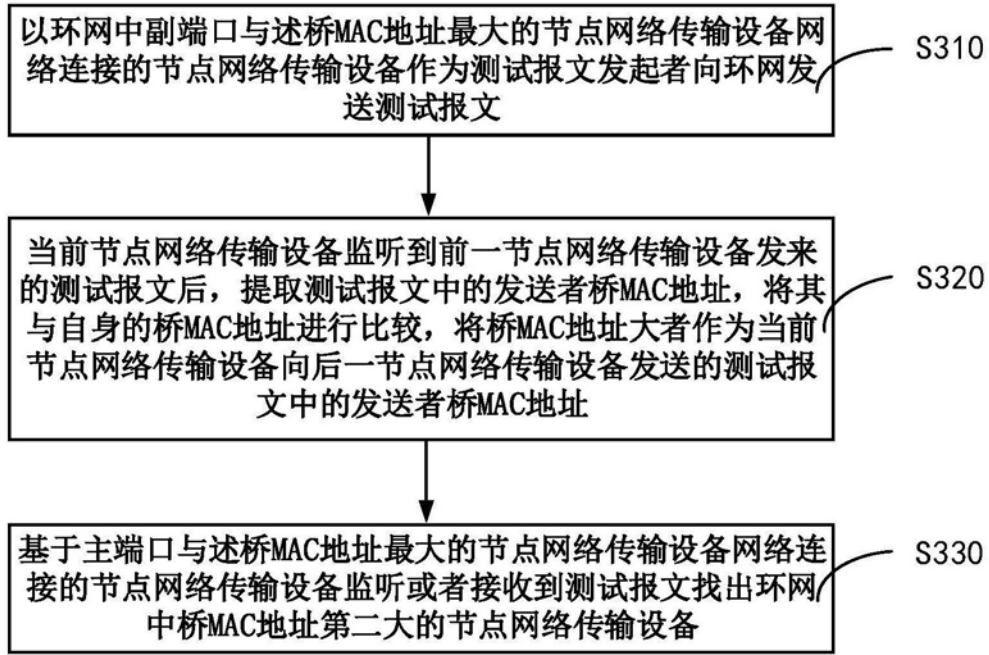 以环网中副端口与述桥MAC地址最大的节点网络传输设备网
络连接的节点网络传输设备作为测试报文发起者向环网发
送测试报文
S310
当前节点网络传输设备监听到前一节点网络传输设备发来
的测试报文后，提取测试报文中的发送者桥MAC地址，将其
与自身的桥MAC地址进行比较，将桥MAC地址大者作为当前
节点网络传输设备向后一节点网络传输设备发送的测试报
文中的发送者桥MAC地址
S320
基于主端口与述桥MAC地址最大的节点网络传输设备网络连
接的节点网络传输设备监听或者接收到测试报文找出环网
中桥MAC地址第二大的节点网络传输设备
S330